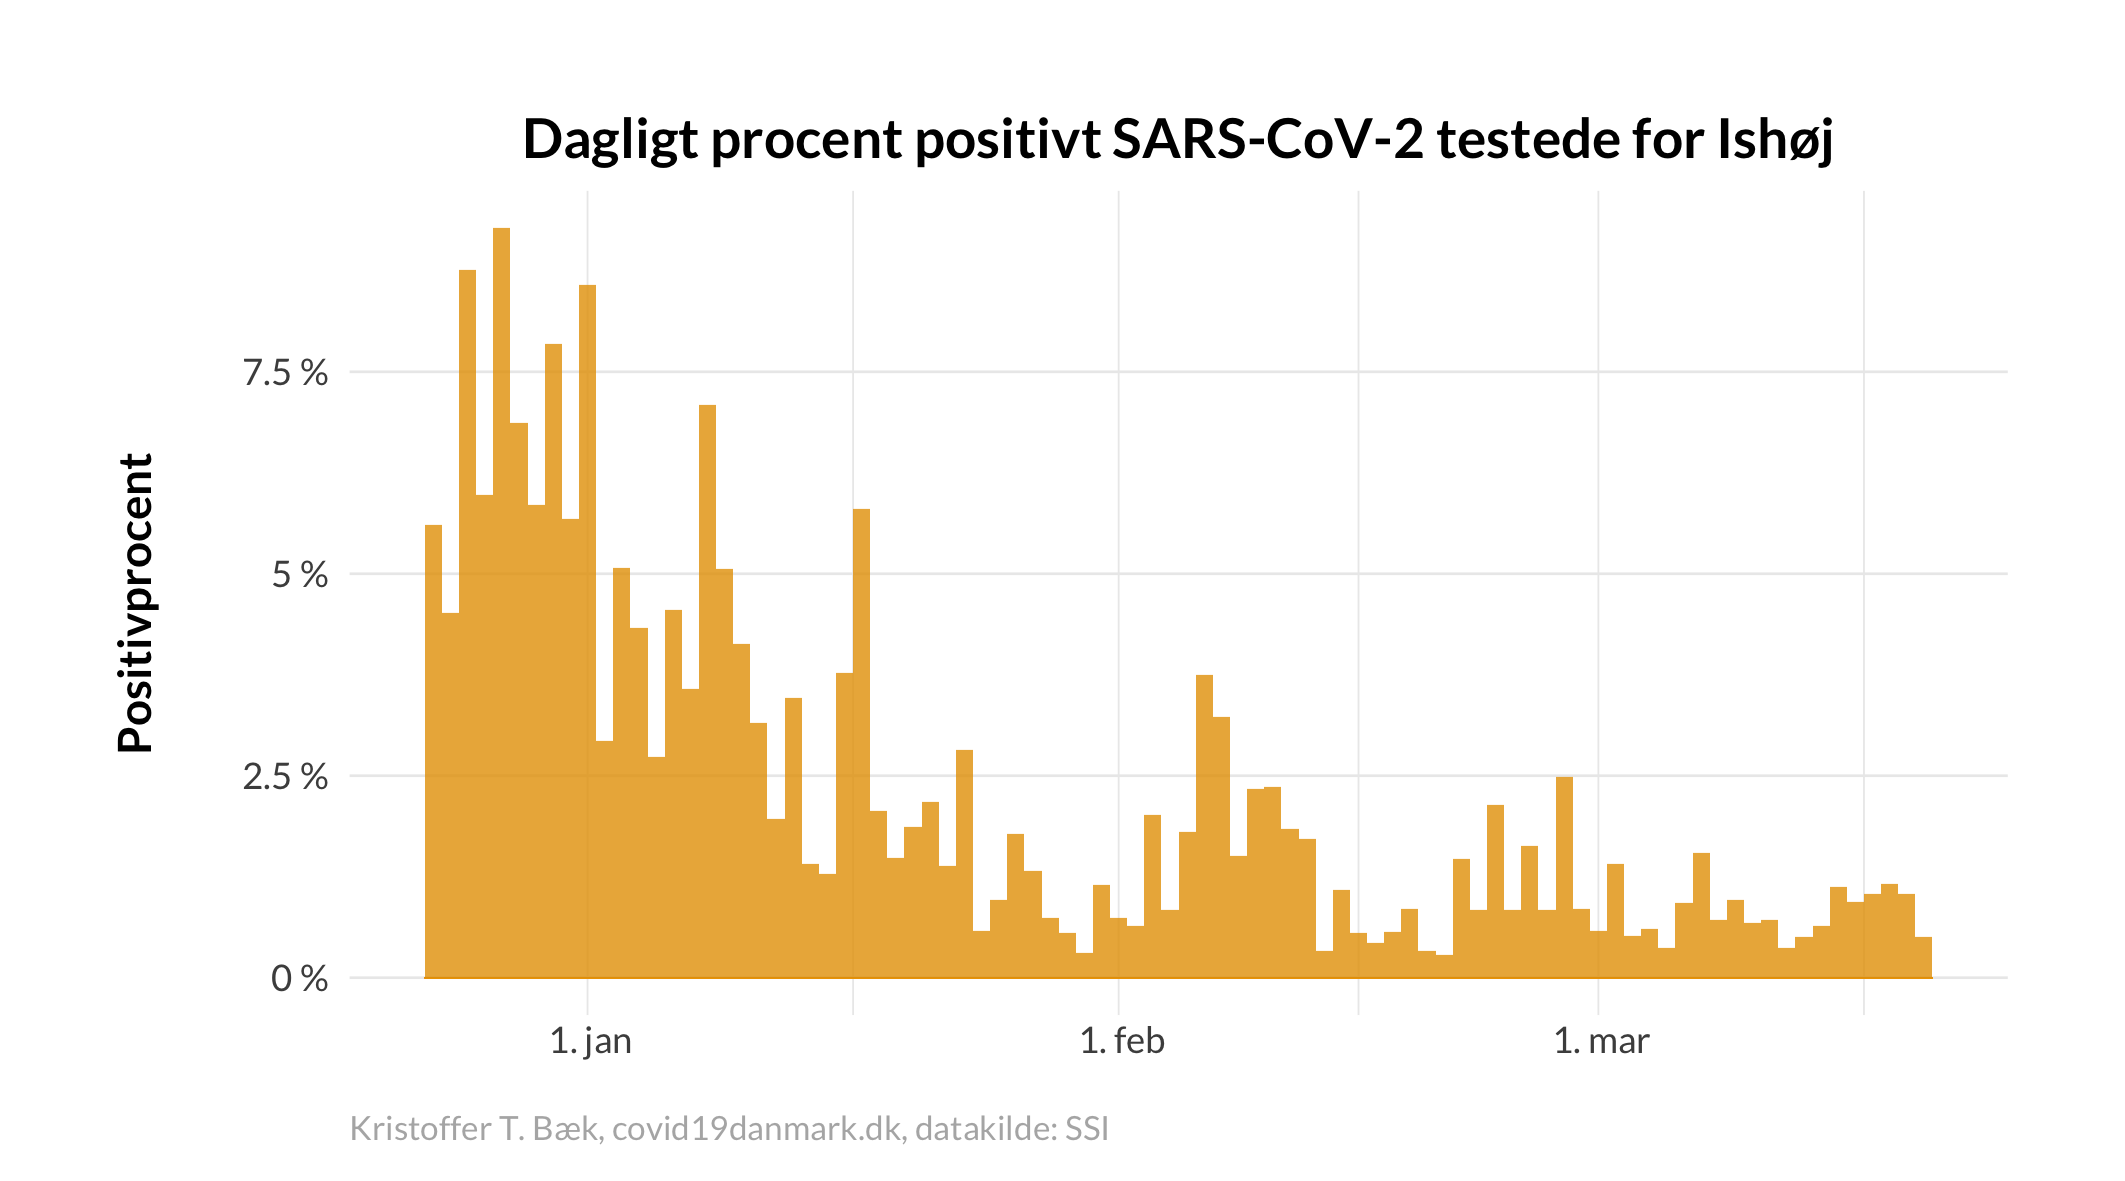 Dagligt procent positivt SARS-CoV-2 testede for Ishøj
Positivprocent
7.5 %
5 %
2.5 %
0 %
1. jan
1. feb
1. mar
Kristoffer T. Bæk, covid19danmark.dk, datakilde: SSI